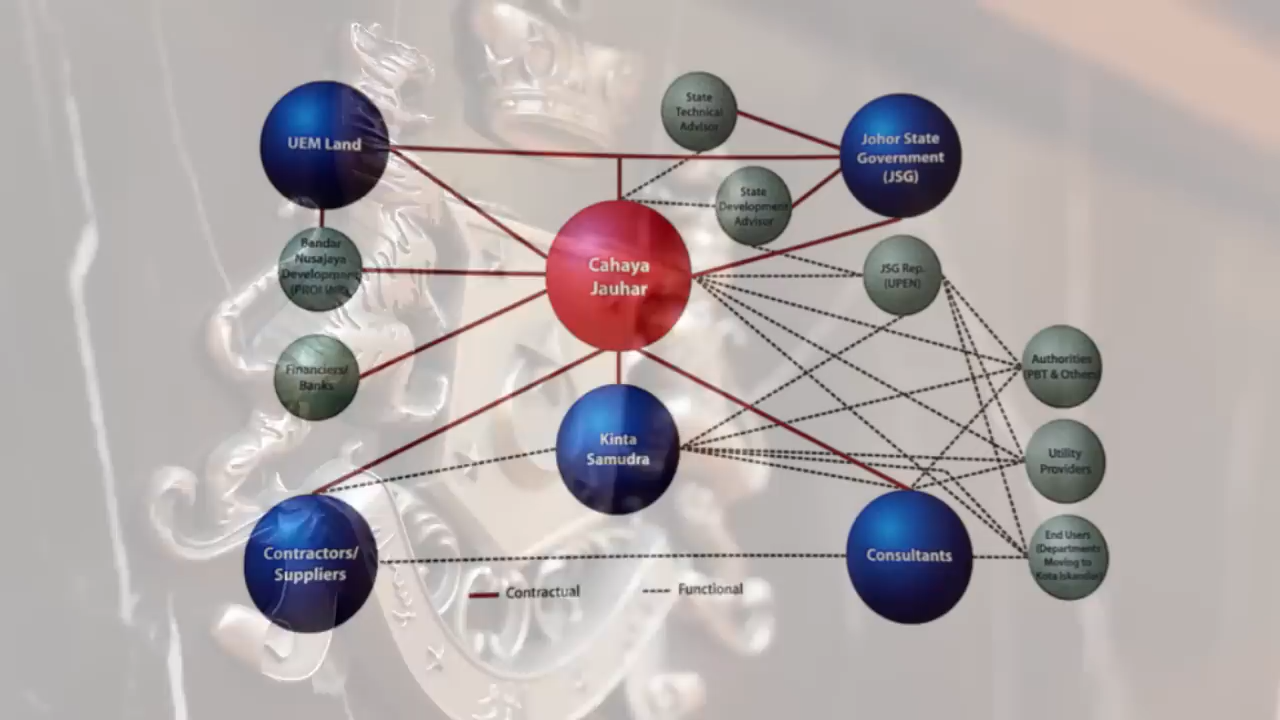 UEM Land
State
Technical
Advisor
Johor State
Government
(JSG)
State
Development
Advisor
Bandar
Nusajaya
Development
Cahaya
Jauhar
JSG Rep.
(UPEN)
Financiers/
Banks
Authorities
(PBT & Others)
Kinta
Samudra
Utility
Providers
Contractors/
Suppliers
Consultants
End Users
(Departments
Moving to
Kota Iskandar)
Contractual
Functional